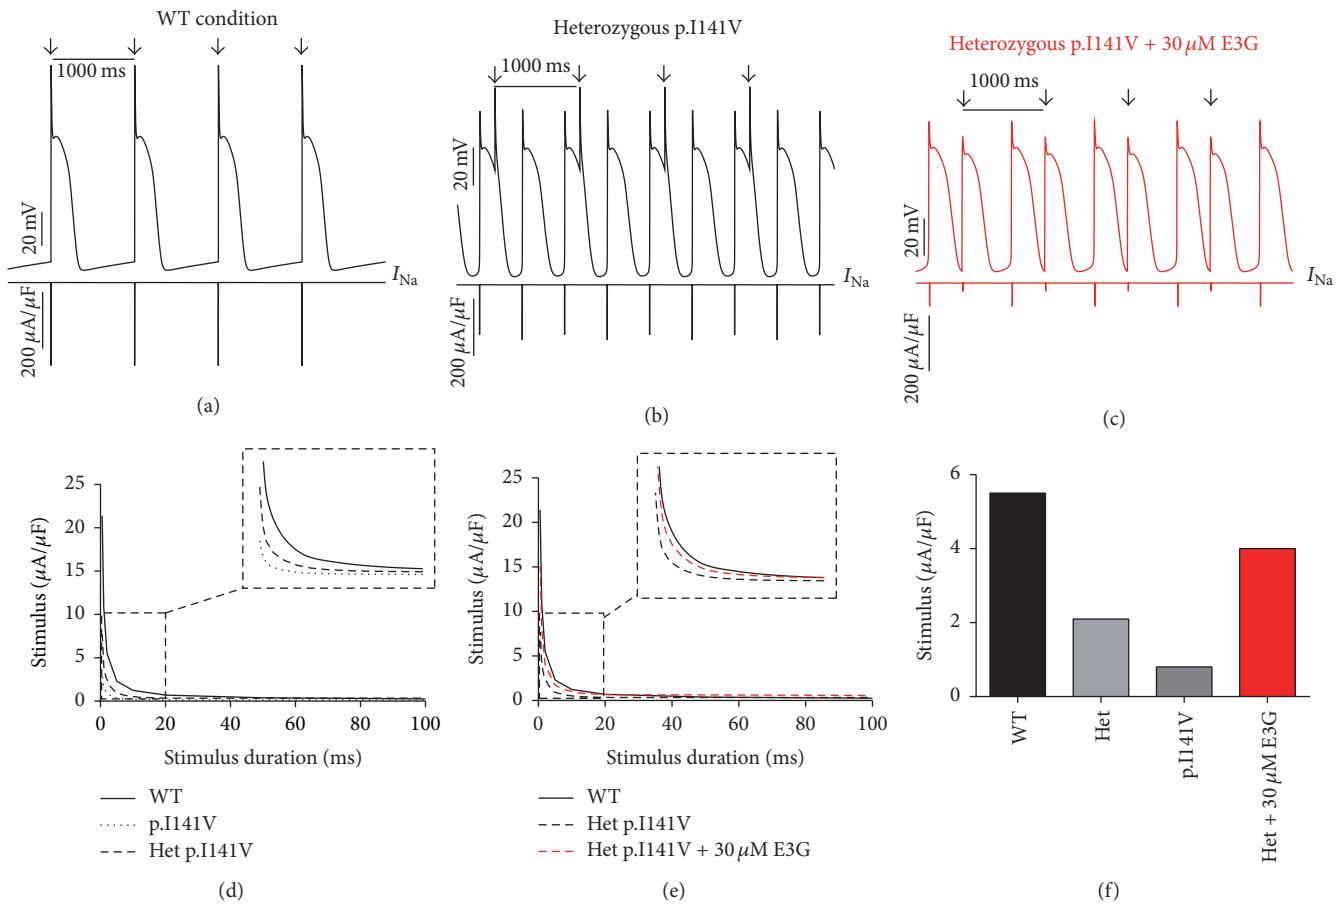 WT condition
1000 ms
20 mV
200 μA/μF
I_Na
(a)
Heterozygous p.I141V
1000 ms
20 mV
200 μA/μF
I_Na
(b)
Heterozygous p.I141V + 30 μM E3G
1000 ms
20 mV
200 μA/μF
I_Na
(c)
Stimulus (μA/μF)
25
20
15
10
5
0
0 20 40 60 80 100
Stimulus duration (ms)
WT
p.I141V
Het p.I141V
(d)
Stimulus (μA/μF)
25
20
15
10
5
0
0 20 40 60 80 100
Stimulus duration (ms)
WT
Het p.I141V
Het p.I141V + 30 μM E3G
(e)
Stimulus (μA/μF)
6
4
2
0
WT
Het
p.I141V
Het + 30 μM E3G
(f)